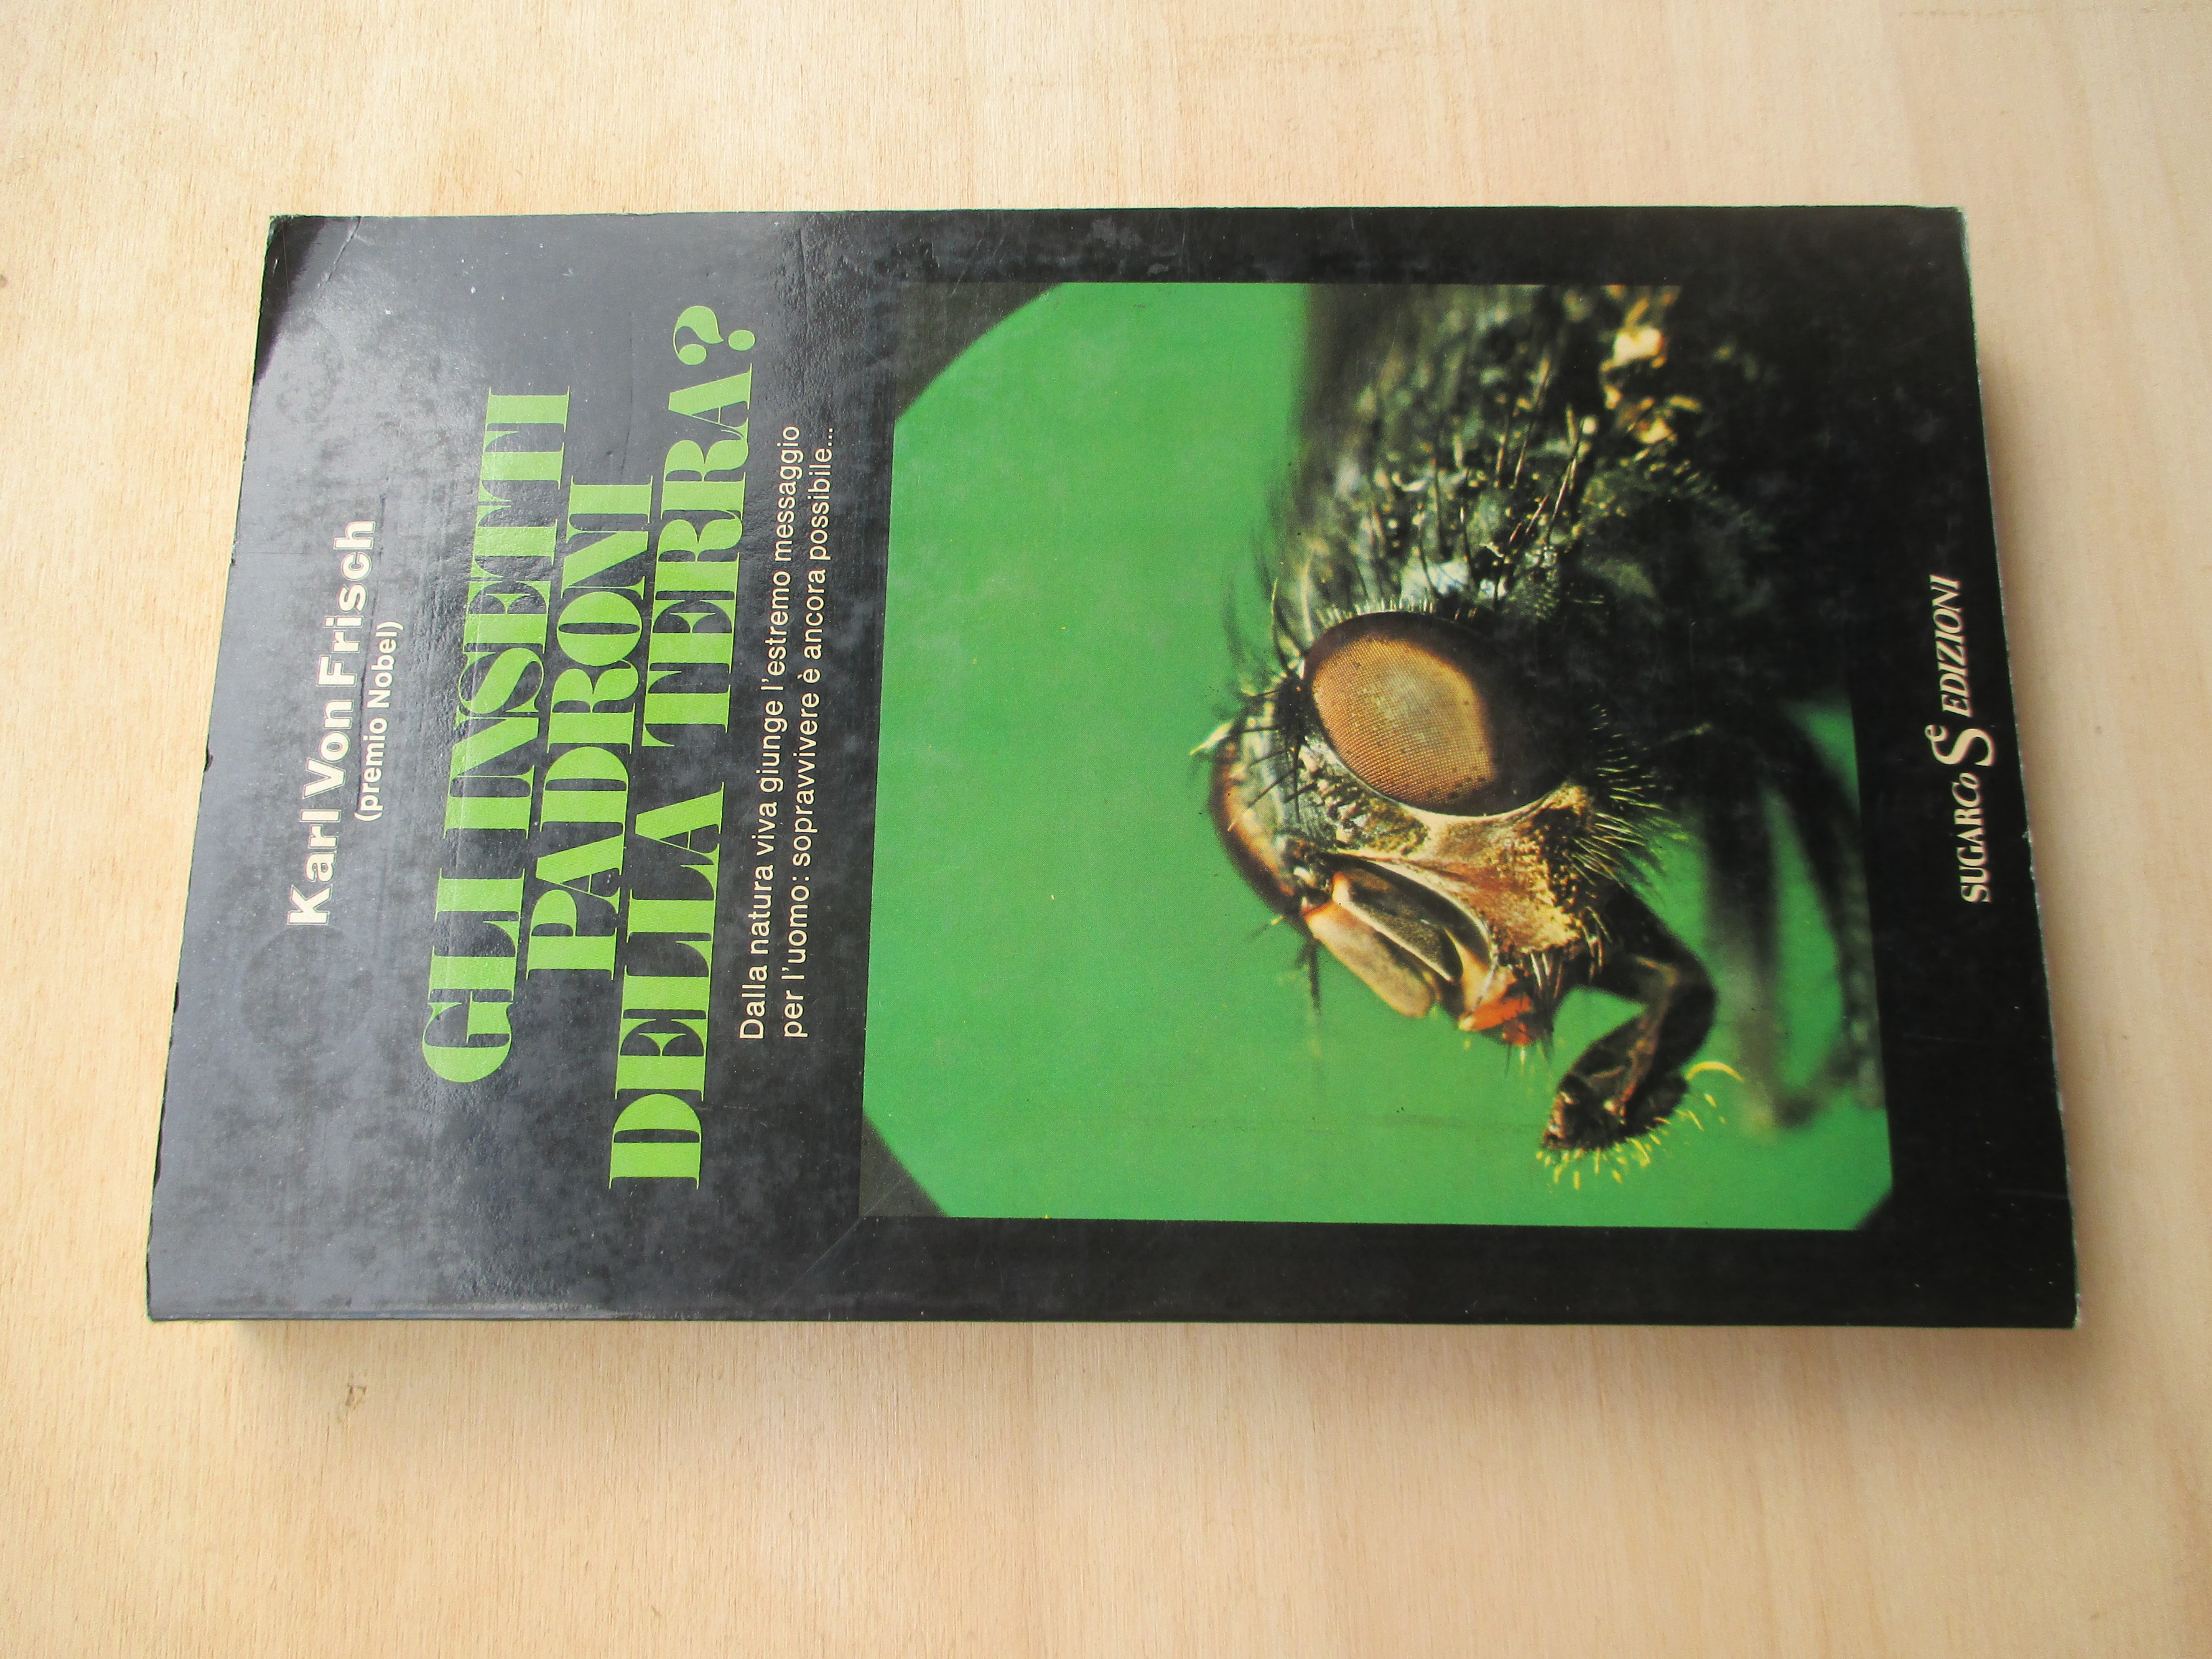 Karl Von Frisch
(premio Nobel)
GLI INSETTI
PADRONI
DELLA TERRA?
Dalla natura viva giunge l'estremo messaggio
per l'uomo: sopravvivere è ancora possibile...
SUGARCo Se EDIZIONI